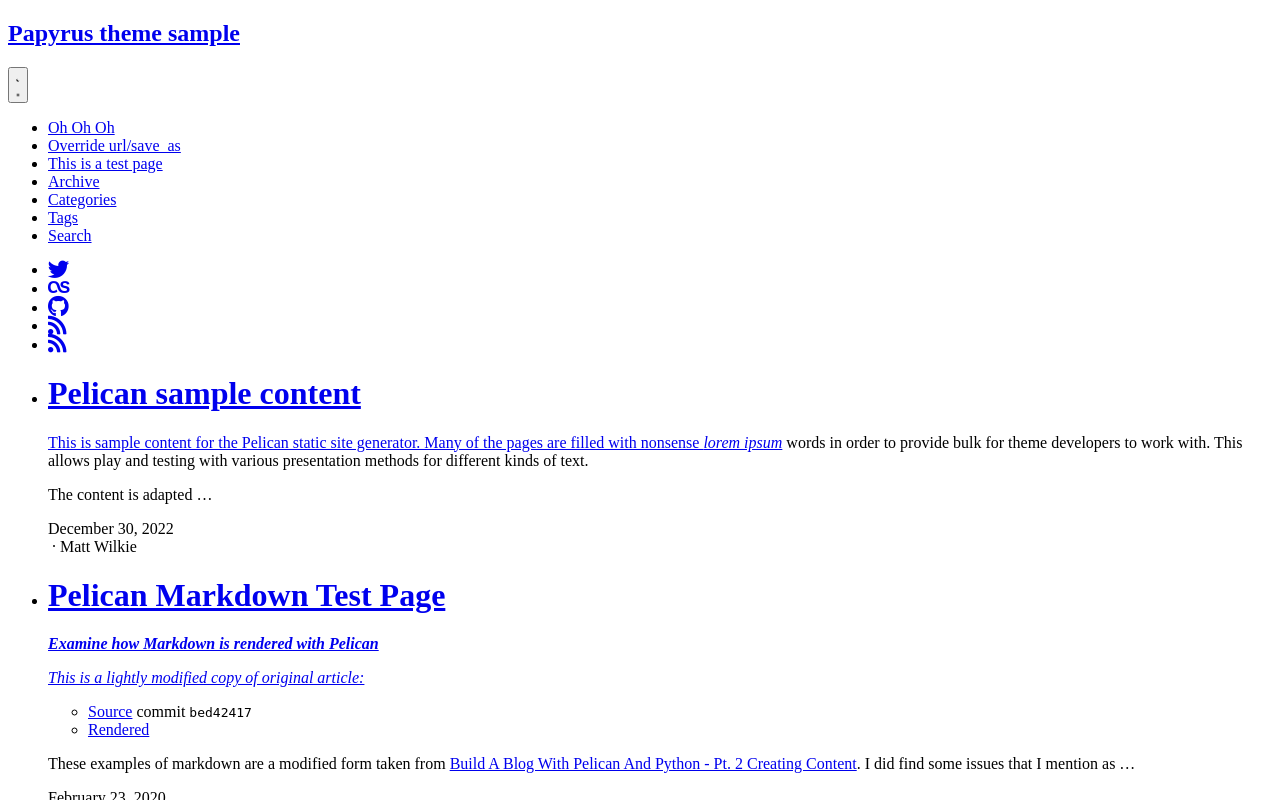 Papyrus theme sample
Oh Oh Oh
Override url/save_as
This is a test page
Archive
Categories
Tags
Search
Pelican sample content
This is sample content for the Pelican static site generator. Many of the pages are filled with nonsense lorem ipsum words in order to provide bulk for theme developers to work with. This
allows play and testing with various presentation methods for different kinds of text.
The content is adapted …
December 30, 2022
· Matt Wilkie
Pelican Markdown Test Page
Examine how Markdown is rendered with Pelican
This is a lightly modified copy of original article:
Source commit bed42417
Rendered
These examples of markdown are a modified form taken from Build A Blog With Pelican And Python - Pt. 2 Creating Content. I did find some issues that I mention as …
February 23, 2020